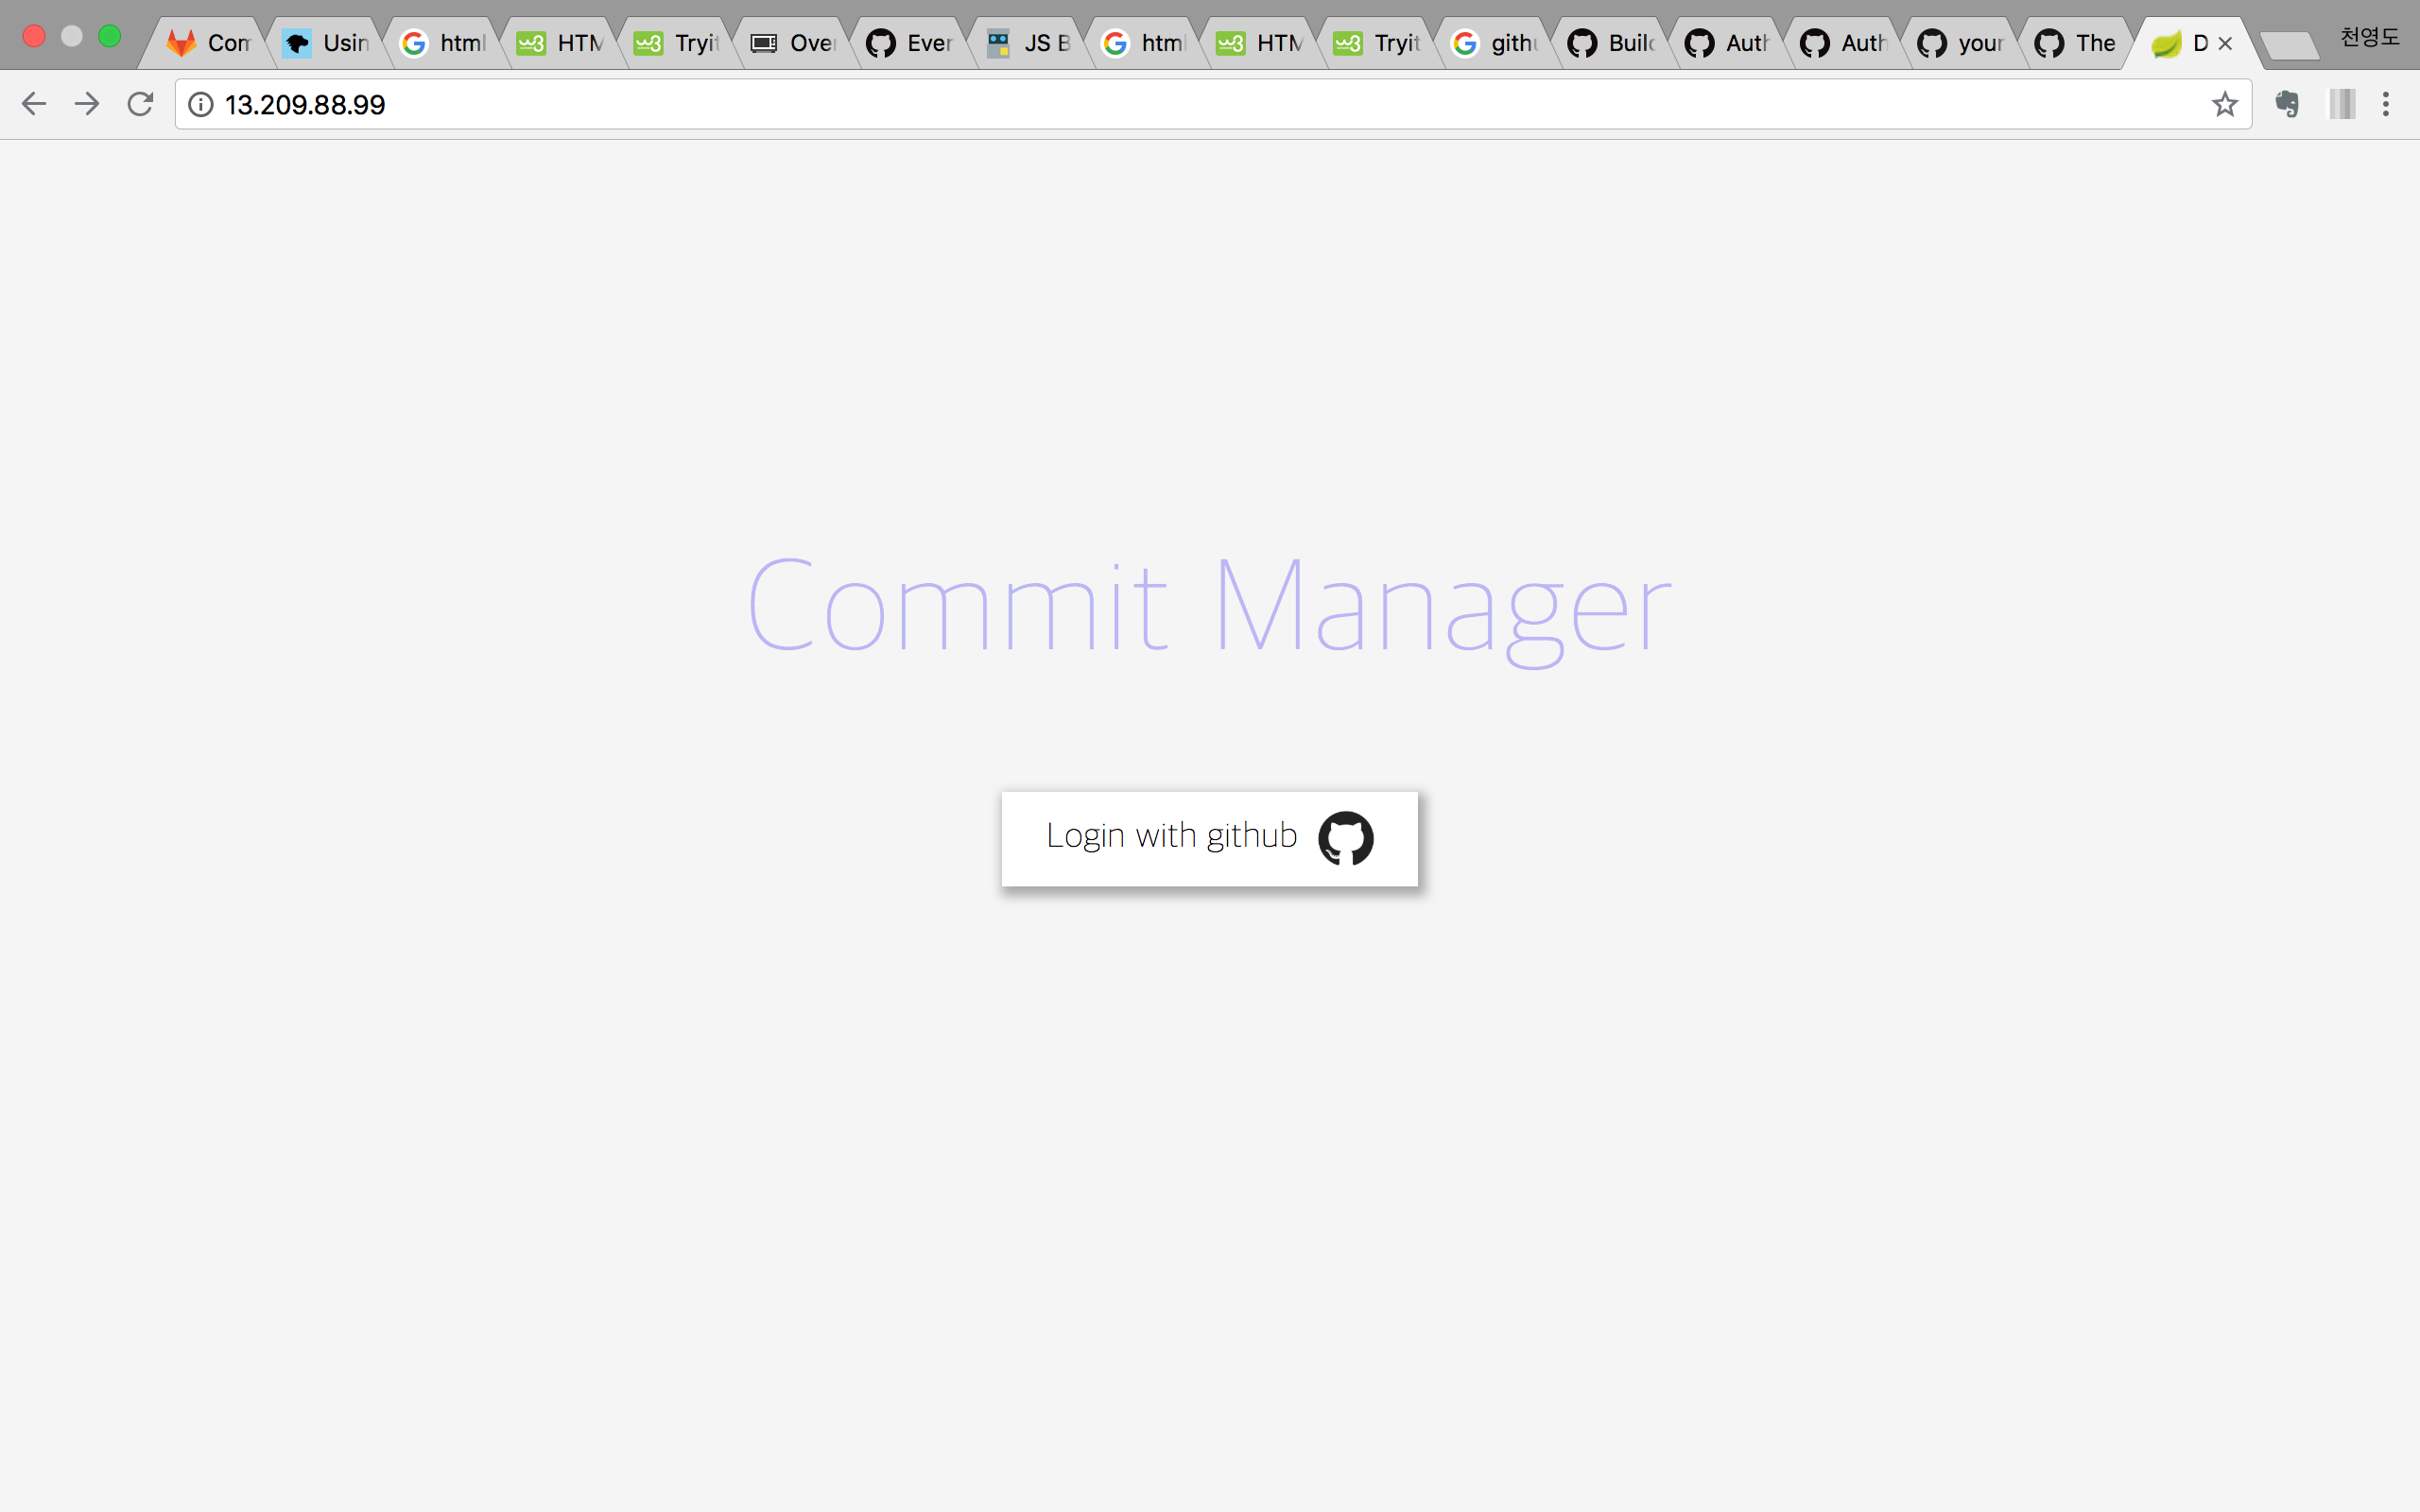 Com Usin html HTM Tryit Over Ever JS B html HTM Tryit gith Build Auth Auth your The D 천영도
13.209.88.99
Commit Manager
Login with github